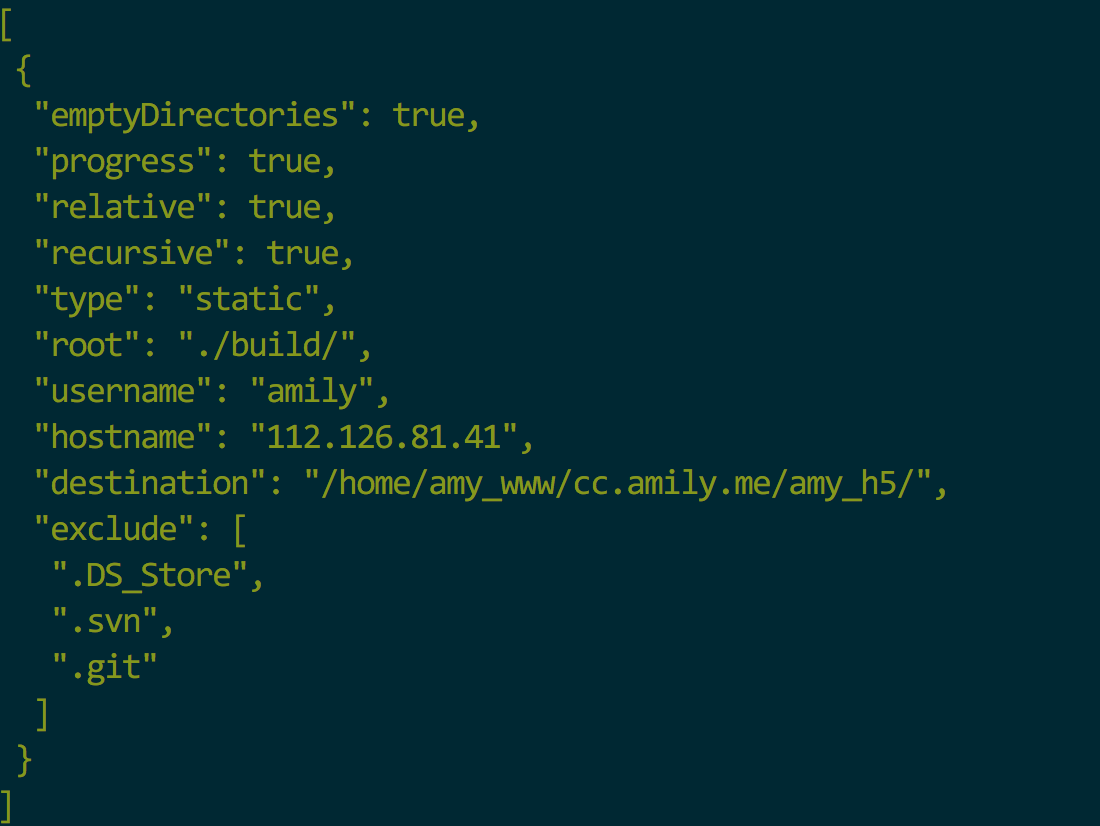 [
 {
  "emptyDirectories": true,
  "progress": true,
  "relative": true,
  "recursive": true,
  "type": "static",
  "root": "./build/",
  "username": "amily",
  "hostname": "112.126.81.41",
  "destination": "/home/amy_www/cc.amily.me/amy_h5/",
  "exclude": [
   ".DS_Store",
   ".svn",
   ".git"
  ]
 }
]